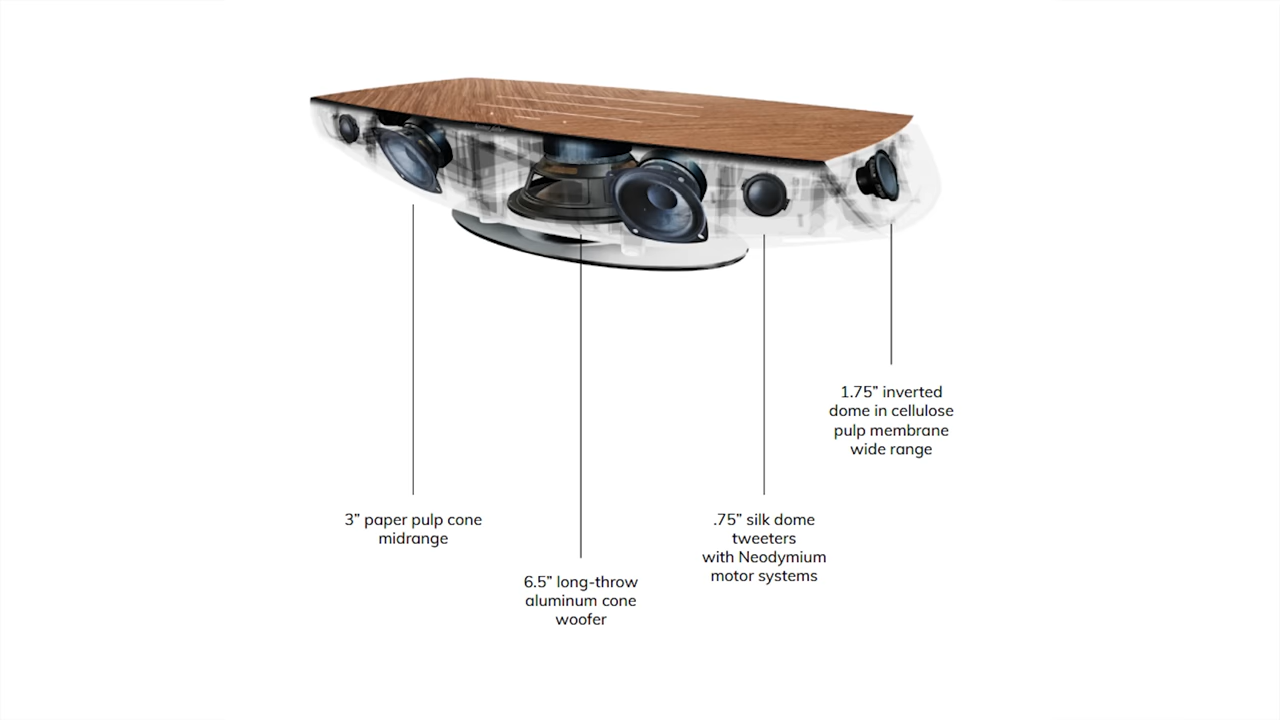 1.75” inverted
dome in cellulose
pulp membrane
wide range
3” paper pulp cone
midrange
.75” silk dome
tweeters
with Neodymium
motor systems
6.5” long-throw
aluminum cone
woofer